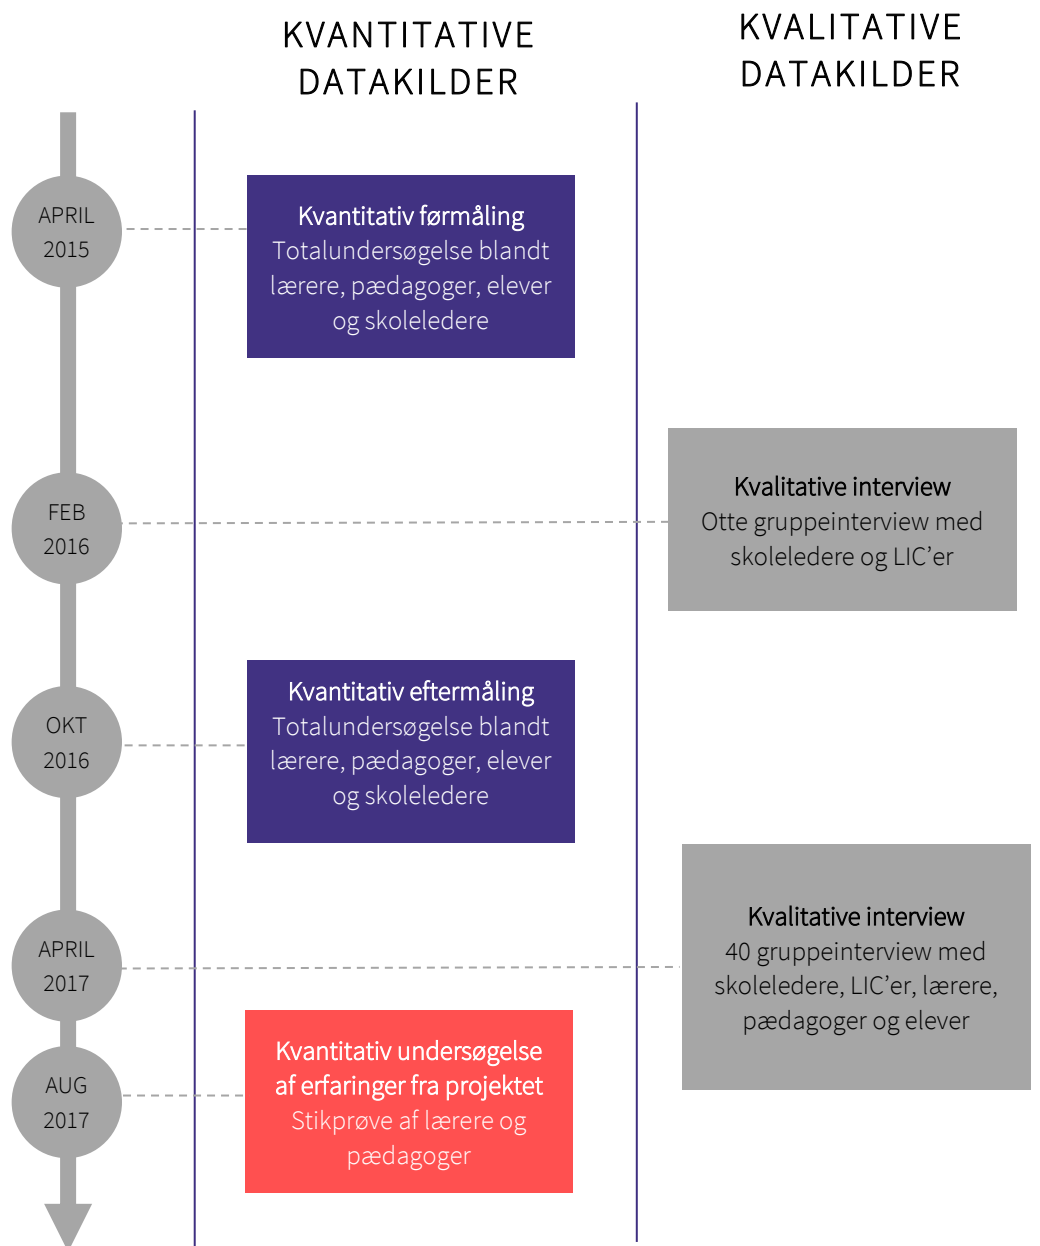 KVANTITATIVE
DATAKILDER
KVALITATIVE
DATAKILDER
APRIL
2015
Kvantitativ førmåling
Totalundersøgelse blandt
lærere, pædagoger, elever
og skoleledere
FEB
2016
Kvalitative interview
Otte gruppeinterview med
skoleledere og LIC’er
OKT
2016
Kvantitativ eftermåling
Totalundersøgelse blandt
lærere, pædagoger, elever
og skoleledere
APRIL
2017
Kvalitative interview
40 gruppeinterview med
skoleledere, LIC’er, lærere,
pædagoger og elever
AUG
2017
Kvantitativ undersøgelse
af erfaringer fra projektet
Stikprøve af lærere og
pædagoger